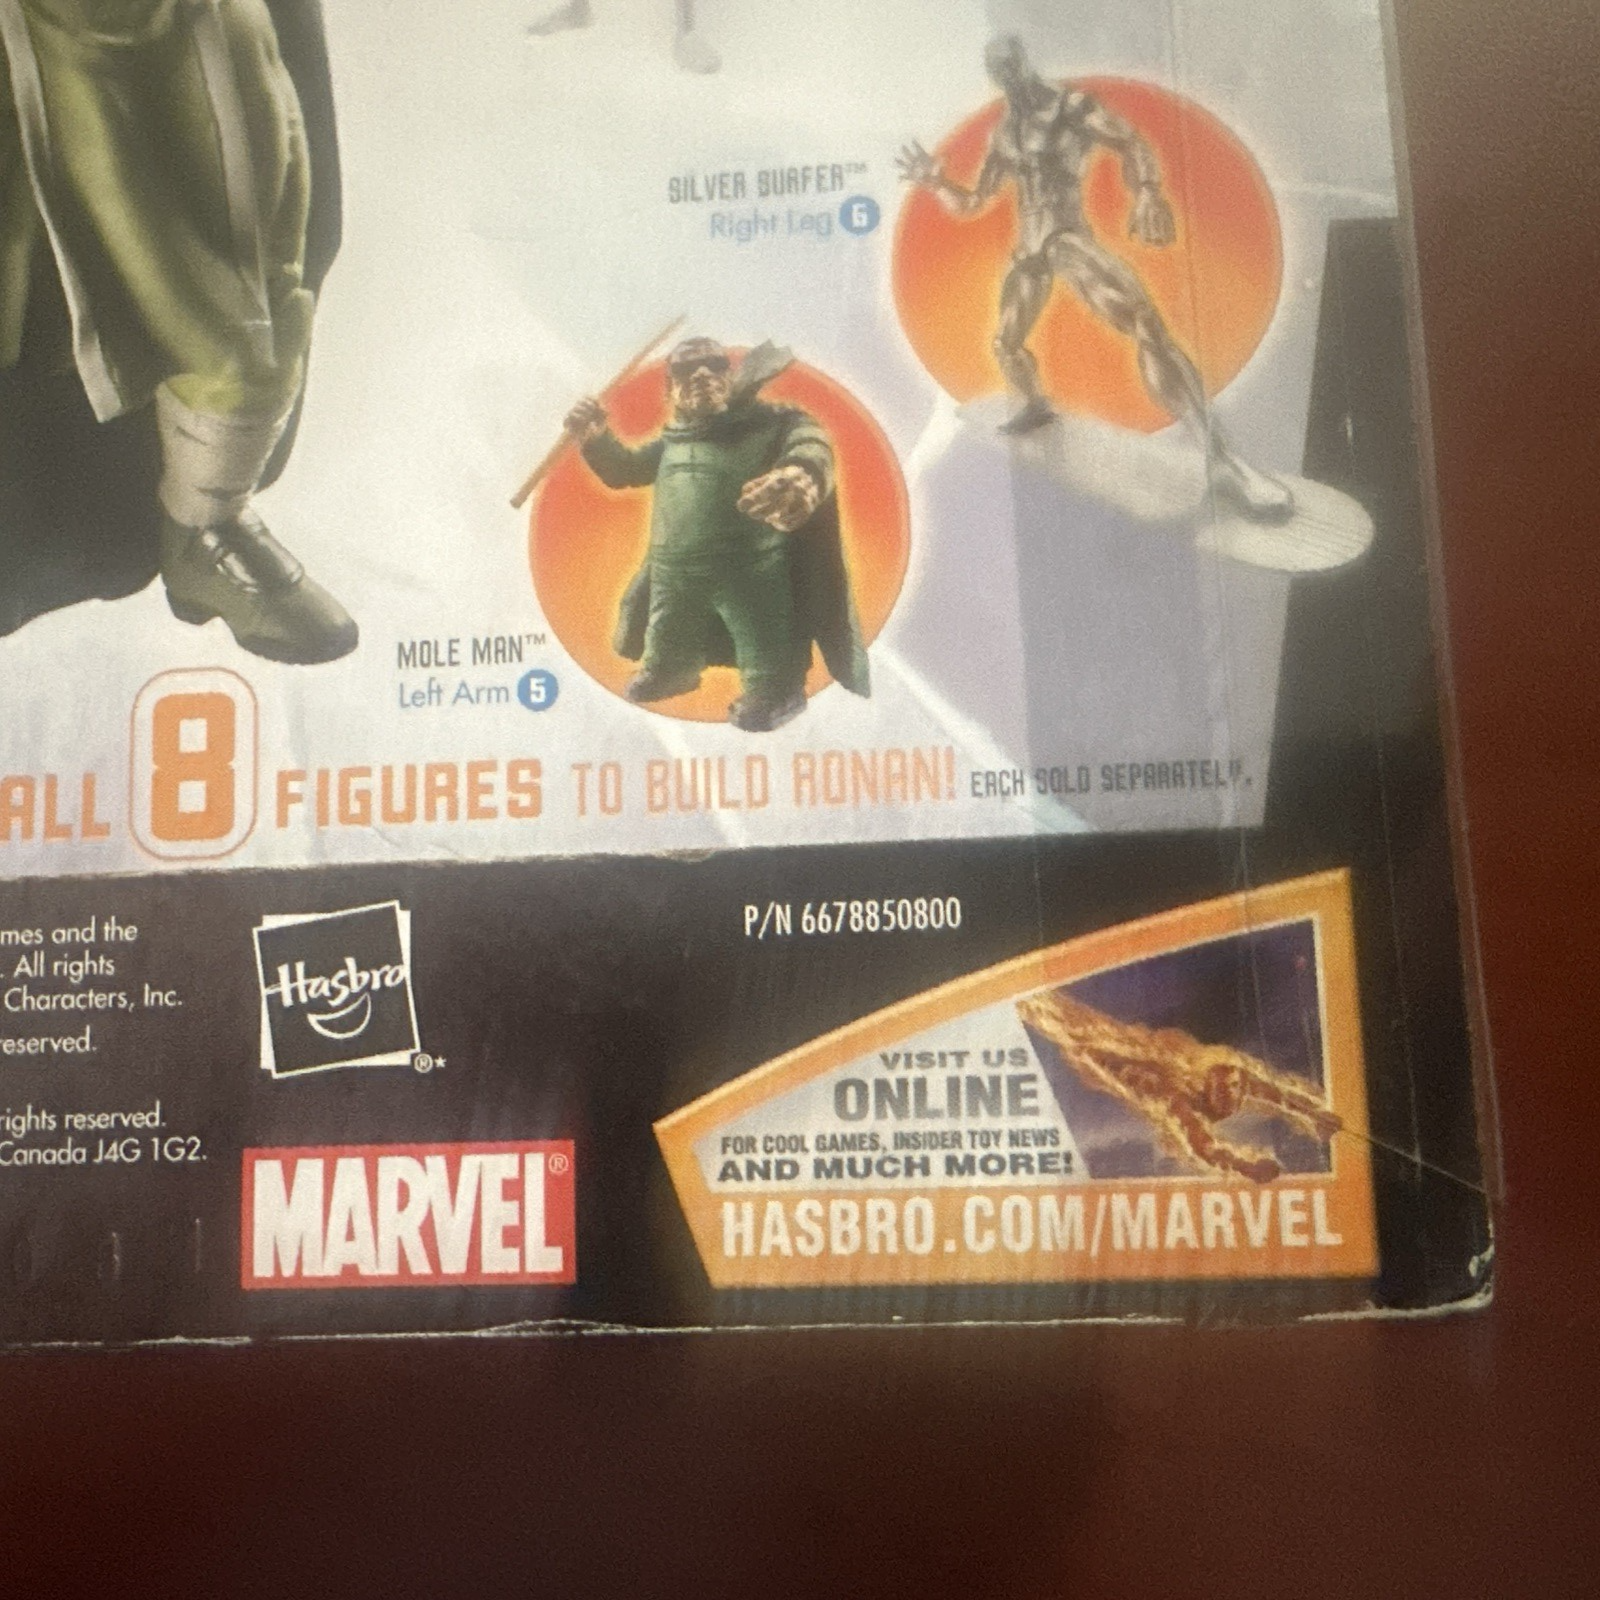 SILVER SURFER™
Right Leg 6
MOLE MAN™
Left Arm 5
ALL 8 FIGURES TO BUILD RONAN! EACH SOLD SEPARATELY.
mes and the
. All rights
Characters, Inc.
eserved.
rights reserved.
Canada J4G 1G2.
Hasbro
®*
MARVEL®
P/N 6678850800
VISIT US
ONLINE
FOR COOL GAMES, INSIDER TOY NEWS
AND MUCH MORE!
HASBRO.COM/MARVEL